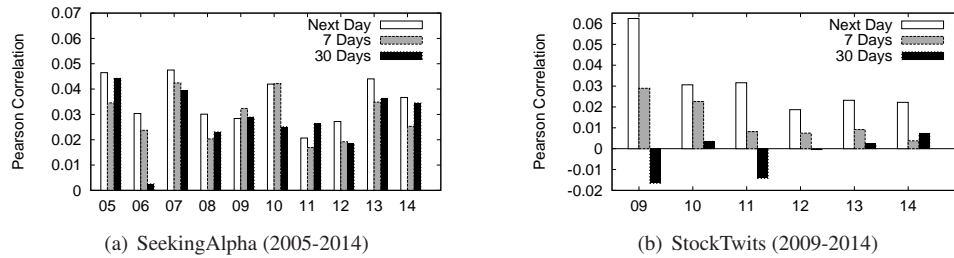 Pearson Correlation
0.07
0.06
0.05
0.04
0.03
0.02
0.01
0
Next Day
7 Days
30 Days
05 06 07 08 09 10 11 12 13 14
(a) SeekingAlpha (2005-2014)
Pearson Correlation
0.06
0.05
0.04
0.03
0.02
0.01
0
-0.01
-0.02
Next Day
7 Days
30 Days
09 10 11 12 13 14
(b) StockTwits (2009-2014)